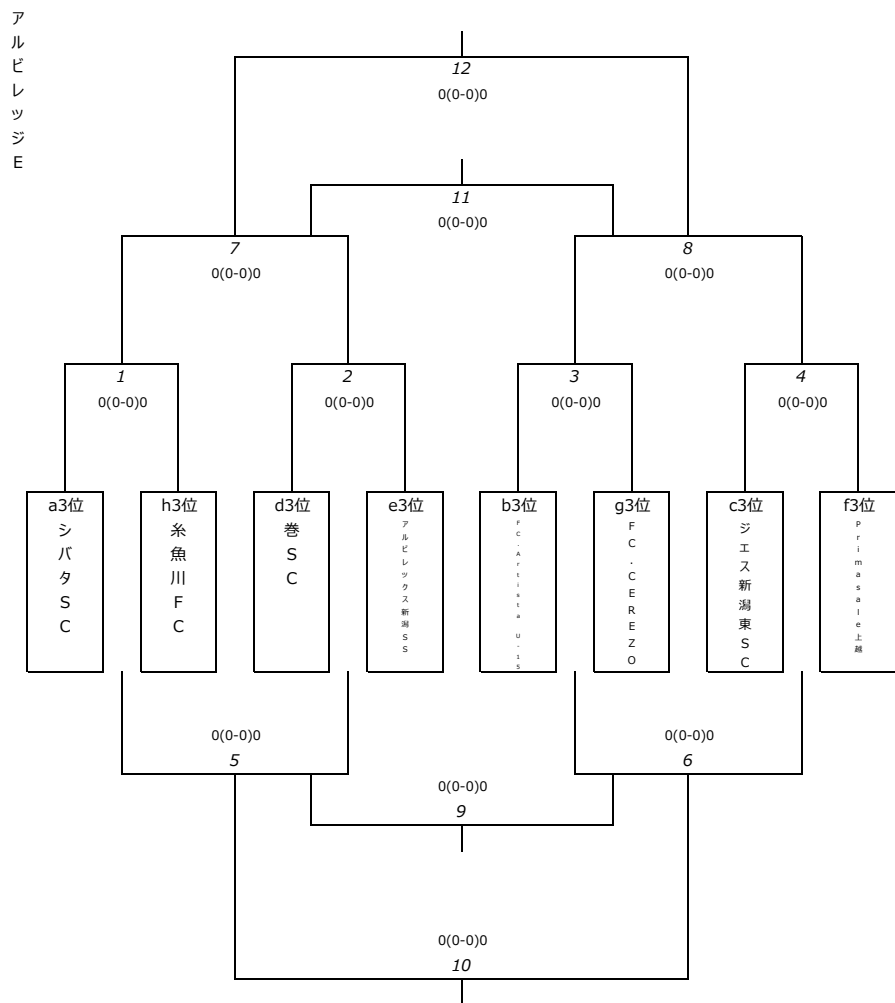 アルビレッジE
12
0(0-0)0
11
0(0-0)0
7
0(0-0)0
8
0(0-0)0
1
0(0-0)0
2
0(0-0)0
3
0(0-0)0
4
0(0-0)0
a3位
シバタSC
h3位
糸魚川FC
d3位
巻SC
e3位
アルビレックス新潟SS
b3位
FC.Artista U-15
g3位
FC.CEREZO
c3位
ジエス新潟東SC
f3位
Primasale上越
0(0-0)0
5
0(0-0)0
6
0(0-0)0
9
0(0-0)0
10